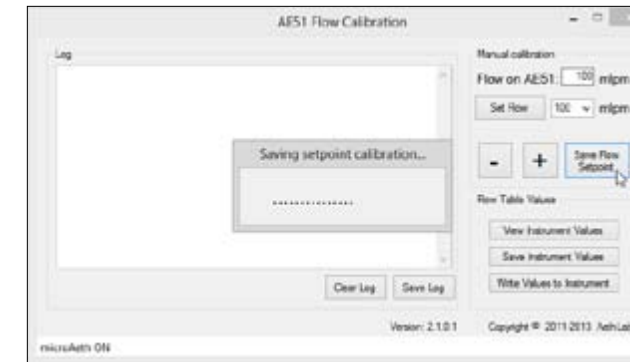 AE51 Flow Calibration
Log
Manual calibration
Flow on AE51: 100 mlpm
Set Flow 100 mlpm
Saving setpoint calibration...
- + Save Flow
Setpoint
Flow Table Values
View Instrument Values
Save Instrument Values
Write Values to Instrument
Clear Log Save Log
Version: 2.1.0.1 Copyright © 2011-2013
microAeth ON